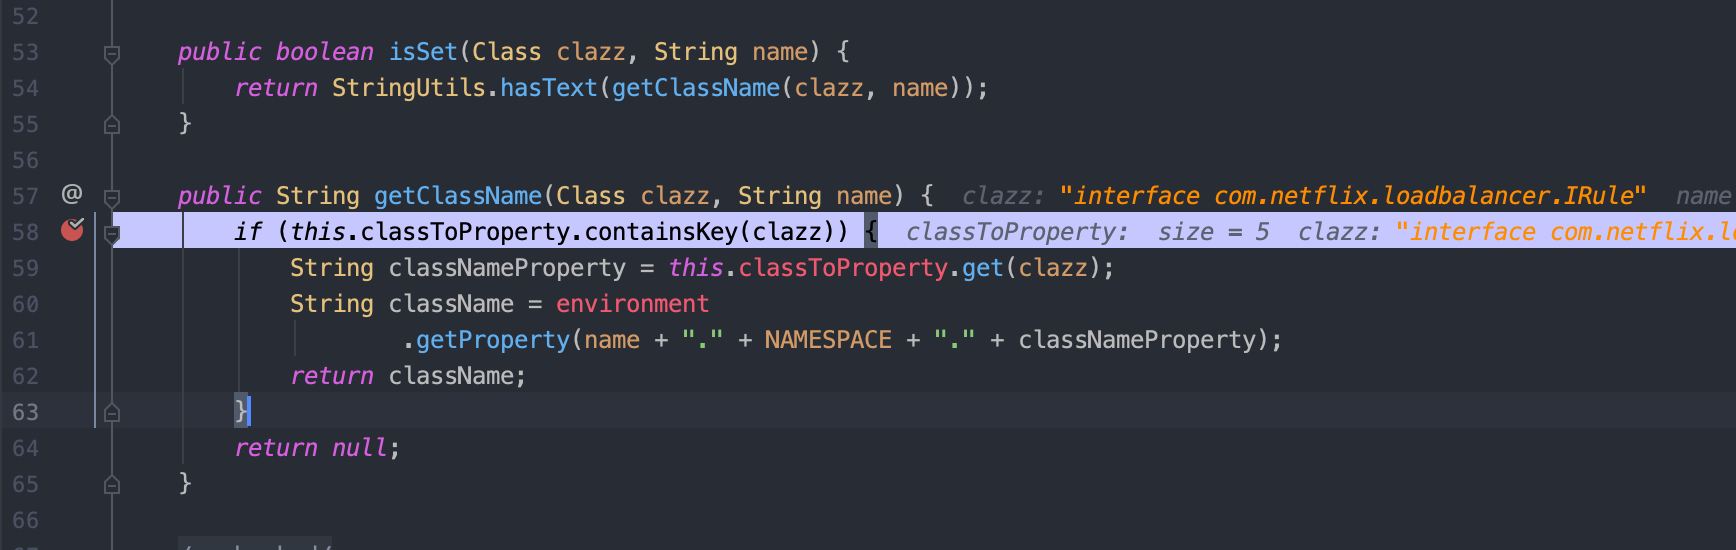 52
53 public boolean isSet(Class clazz, String name) {
54 return StringUtils.hasText(getClassName(clazz, name));
55 }
56
57 @ public String getClassName(Class clazz, String name) { clazz: "interface com.netflix.loadbalancer.IRule" name
58 if (this.classToProperty.containsKey(clazz)) { classToProperty: size = 5 clazz: "interface com.netflix.l
59 String classNameProperty = this.classToProperty.get(clazz);
60 String className = environment
61 .getProperty(name + "." + NAMESPACE + "." + classNameProperty);
62 return className;
63 }
64 return null;
65 }
66